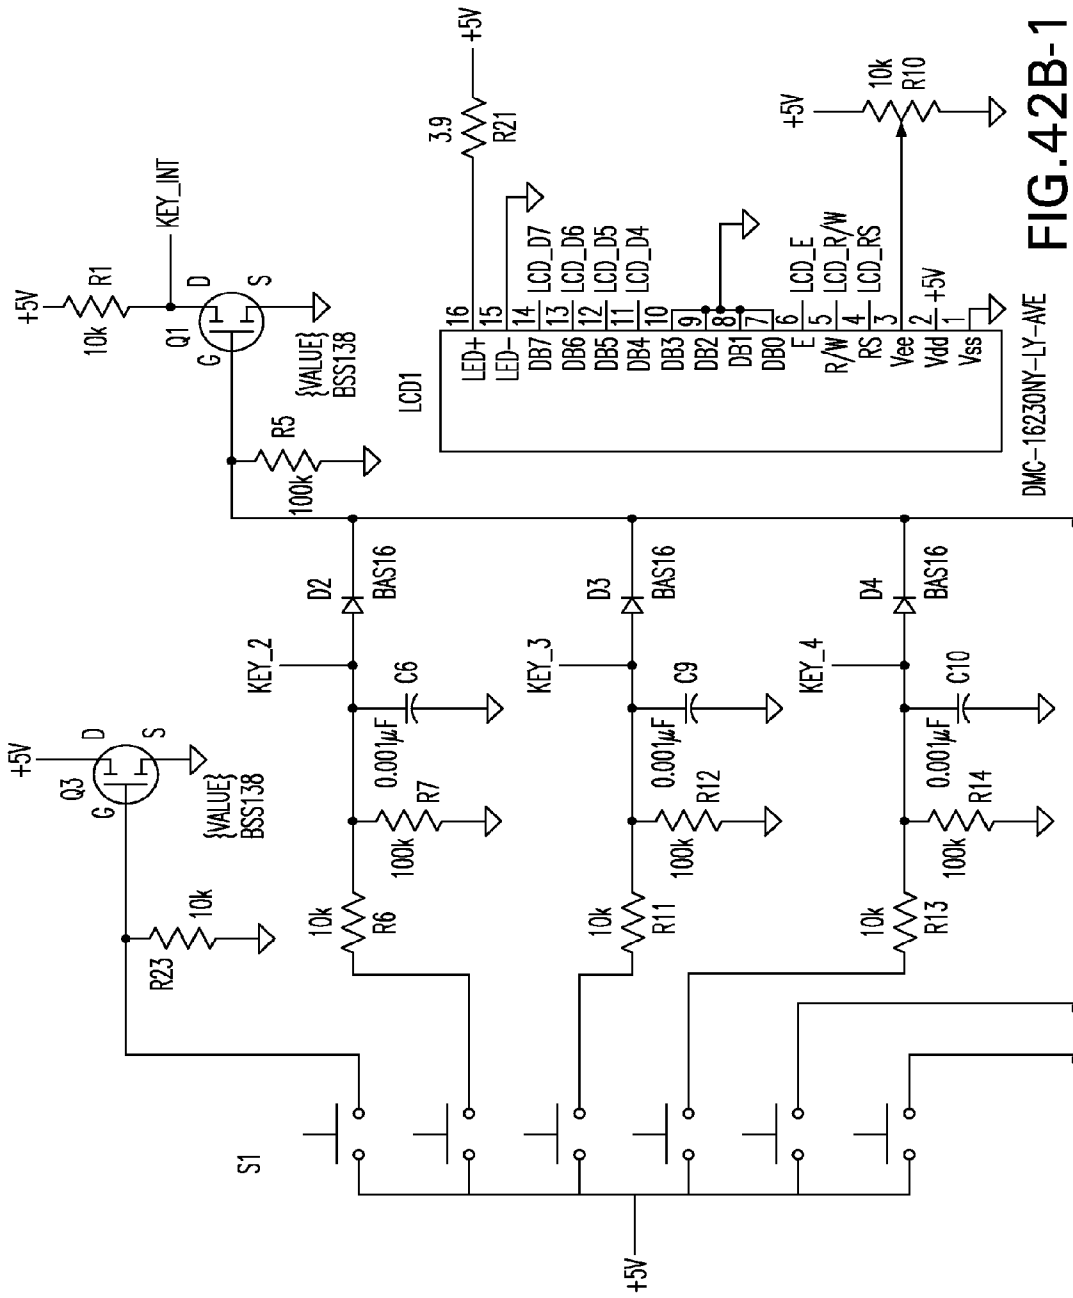 +5V
R1
10k
KEY_INT
Q1
D
G
S
{VALUE}
BSS138
R5
100k
+5V
3.9
R21
LCD1
LED+ 16
LED- 15
DB7 14 LCD_D7
DB6 13 LCD_D6
DB5 12 LCD_D5
DB4 11 LCD_D4
DB3 10
DB2 9
DB1 8
DB0 7
E 6 LCD_E
R/W 5 LCD_R/W
RS 4 LCD_RS
Vee 3
Vdd 2 +5V
Vss 1
DMC-16230NY-LY-AVE
+5V
10k
R10
+5V
Q3
D
G
S
{VALUE}
BSS138
R23
10k
KEY_2
D2
BAS16
C6
0.001µF
R7
100k
10k
R6
KEY_3
D3
BAS16
C9
0.001µF
R12
100k
10k
R11
KEY_4
D4
BAS16
C10
0.001µF
R14
100k
10k
R13
S1
+5V
FIG.42B-1